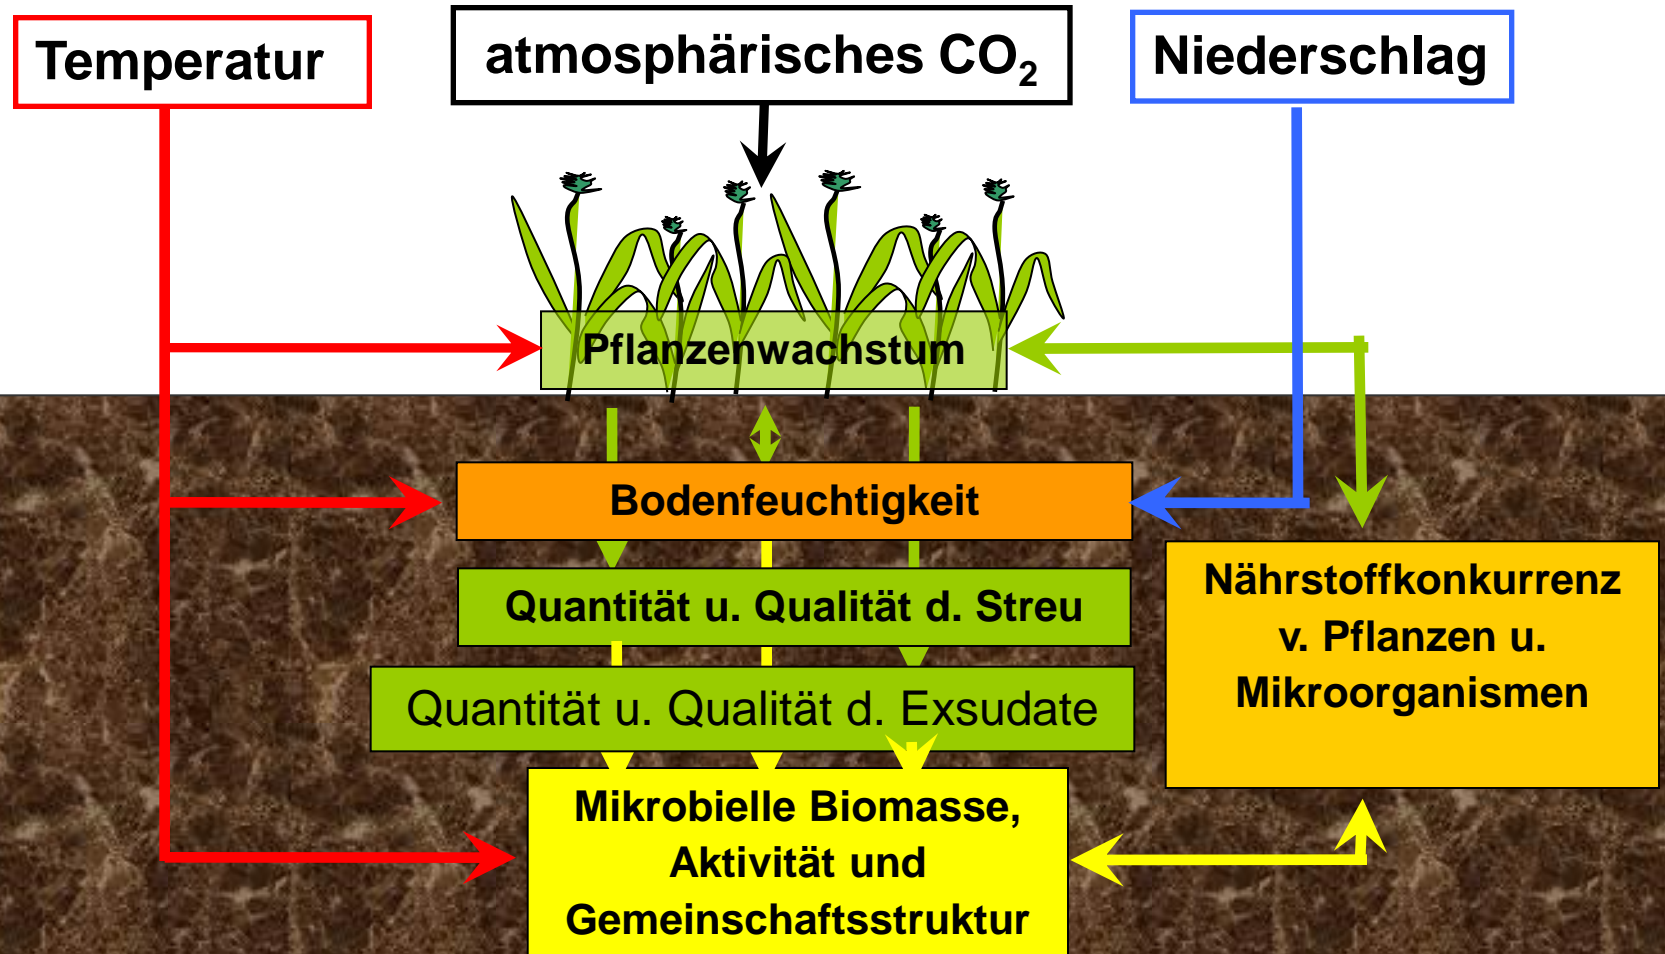 Temperatur
atmosphärisches CO₂
Niederschlag
Pflanzenwachstum
Bodenfeuchtigkeit
Quantität u. Qualität d. Streu
Quantität u. Qualität d. Exsudate
Nährstoffkonkurrenz
v. Pflanzen u.
Mikroorganismen
Mikrobielle Biomasse,
Aktivität und
Gemeinschaftsstruktur